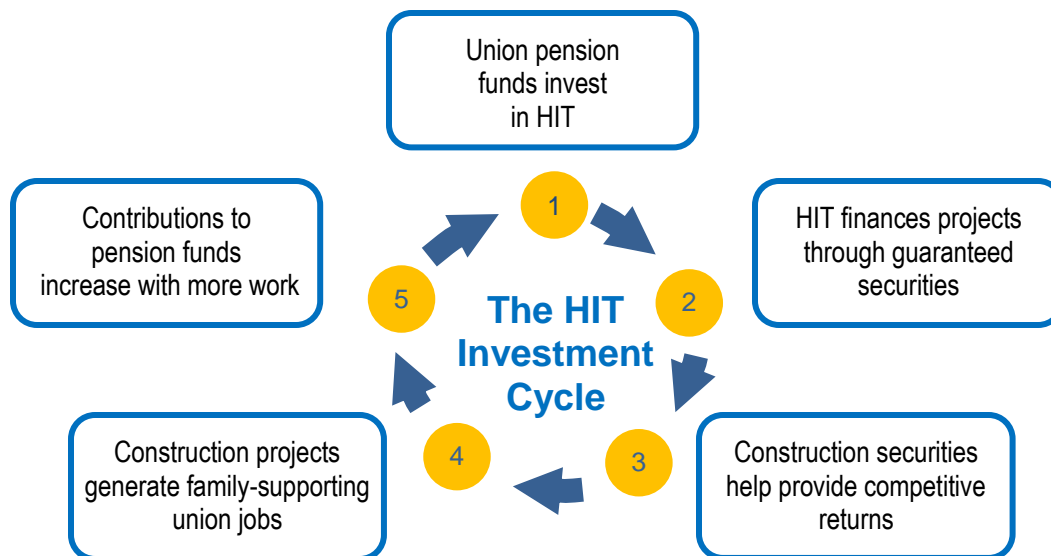 Union pension
funds invest
in HIT
1
HIT finances projects
through guaranteed
securities
2
Construction securities
help provide competitive
returns
3
Construction projects
generate family-supporting
union jobs
4
Contributions to
pension funds
increase with more work
5
The HIT
Investment
Cycle